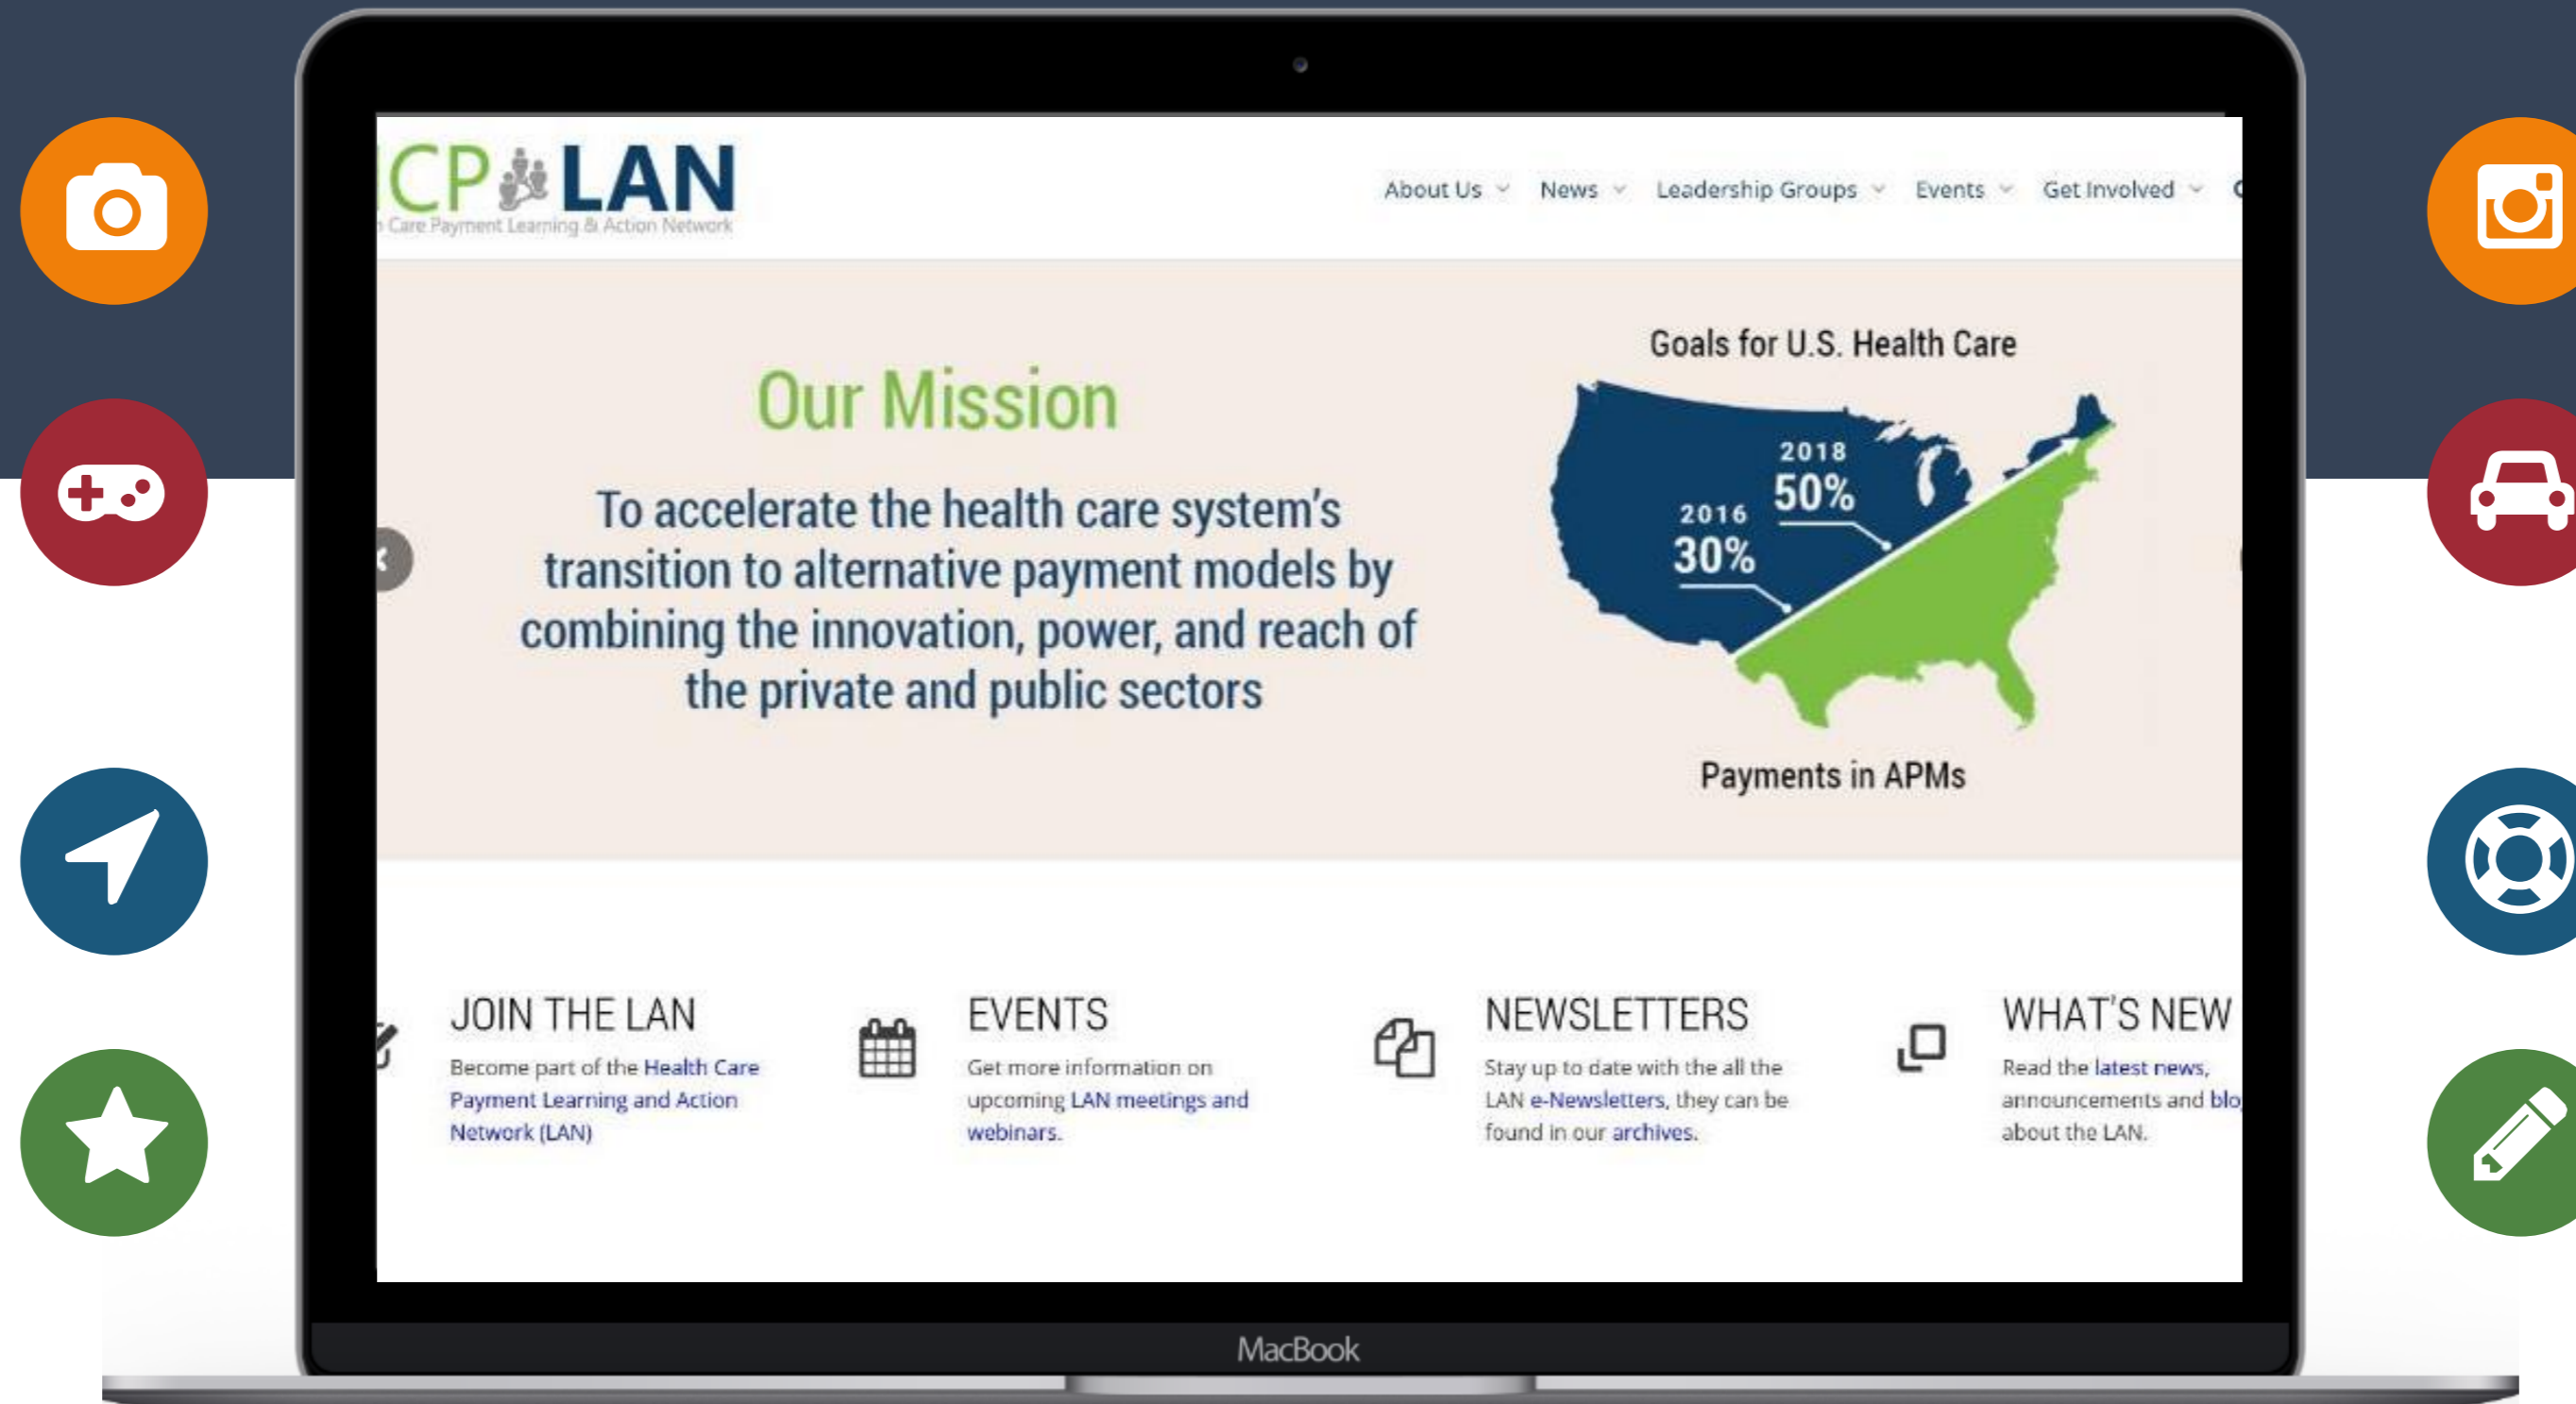 CP LAN
Care Payment Learning & Action Network
About Us
News
Leadership Groups
Events
Get Involved
Our Mission
To accelerate the health care system's
transition to alternative payment models by
combining the innovation, power, and reach of
the private and public sectors
Goals for U.S. Health Care
2018
50%
2016
30%
Payments in APMs
JOIN THE LAN
Become part of the Health Care
Payment Learning and Action
Network (LAN)
EVENTS
Get more information on
upcoming LAN meetings and
webinars.
NEWSLETTERS
Stay up to date with the all the
LAN e-Newsletters, they can be
found in our archives.
WHAT'S NEW
Read the latest news,
announcements and blo
about the LAN.
MacBook